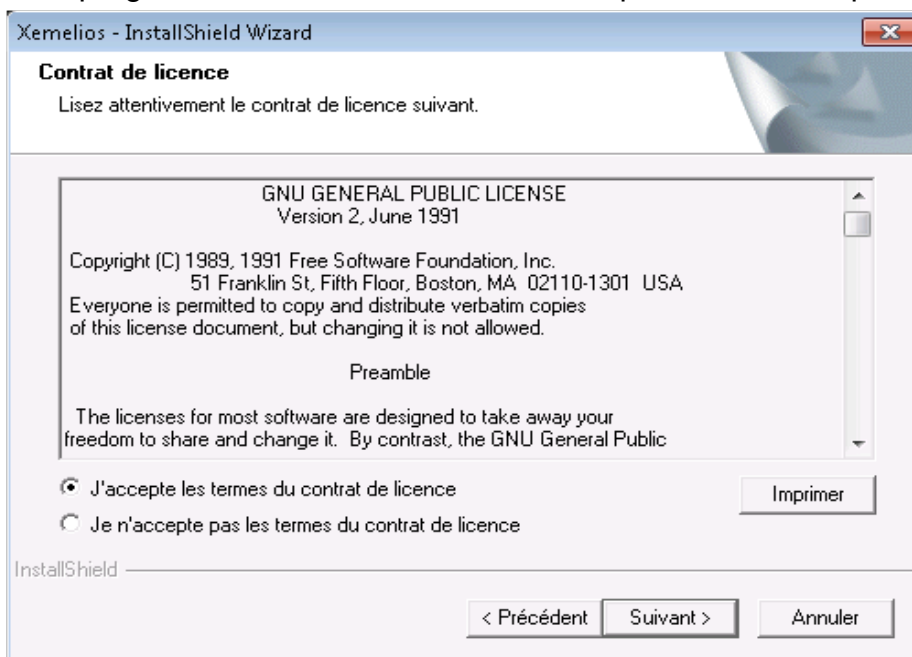 Xemelios - InstallShield Wizard
Contrat de licence
Lisez attentivement le contrat de licence suivant.
GNU GENERAL PUBLIC LICENSE
Version 2, June 1991
Copyright (C) 1989, 1991 Free Software Foundation, Inc.
51 Franklin St, Fifth Floor, Boston, MA 02110-1301 USA
Everyone is permitted to copy and distribute verbatim copies
of this license document, but changing it is not allowed.
Preamble
The licenses for most software are designed to take away your
freedom to share and change it. By contrast, the GNU General Public
J'accepte les termes du contrat de licence
Imprimer
Je n'accepte pas les termes du contrat de licence
InstallShield
< Précédent Suivant > Annuler